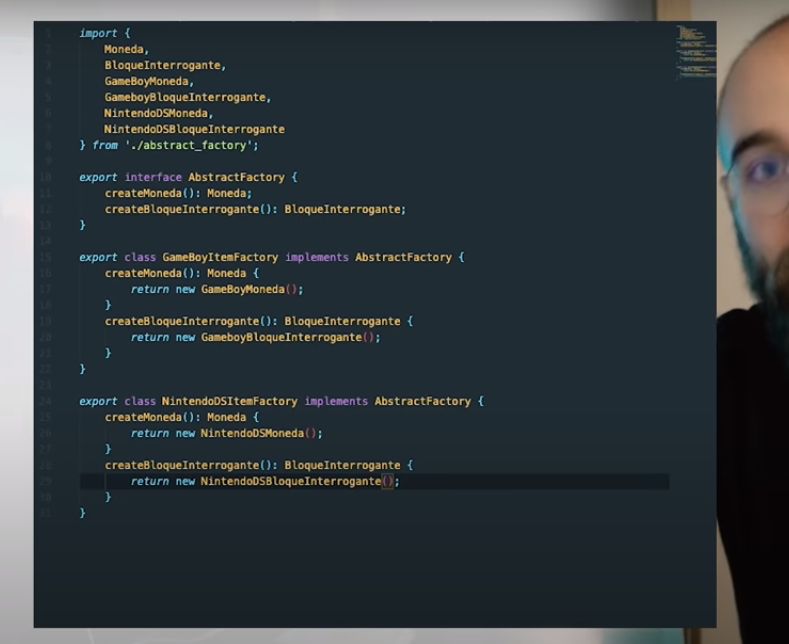 import {
Moneda,
BloqueInterrogante,
GameBoyMoneda,
GameboyBloqueInterrogante,
NintendoDSMoneda,
NintendoDSBloqueInterrogante
} from './abstract_factory';
export interface AbstractFactory {
createMoneda(): Moneda;
createBloqueInterrogante(): BloqueInterrogante;
}
export class GameBoyItemFactory implements AbstractFactory {
createMoneda(): Moneda {
return new GameBoyMoneda();
}
createBloqueInterrogante(): BloqueInterrogante {
return new GameboyBloqueInterrogante();
}
}
export class NintendoDSItemFactory implements AbstractFactory {
createMoneda(): Moneda {
return new NintendoDSMoneda();
}
createBloqueInterrogante(): BloqueInterrogante {
return new NintendoDSBloqueInterrogante();
}
}